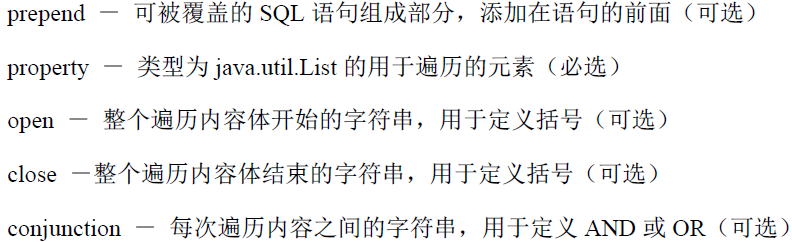 prepend － 可被覆盖的 SQL 语句组成部分，添加在语句的前面（可选）
property － 类型为 java.util.List 的用于遍历的元素（必选）
open － 整个遍历内容体开始的字符串，用于定义括号（可选）
close －整个遍历内容体结束的字符串，用于定义括号（可选）
conjunction － 每次遍历内容之间的字符串，用于定义 AND 或 OR（可选）